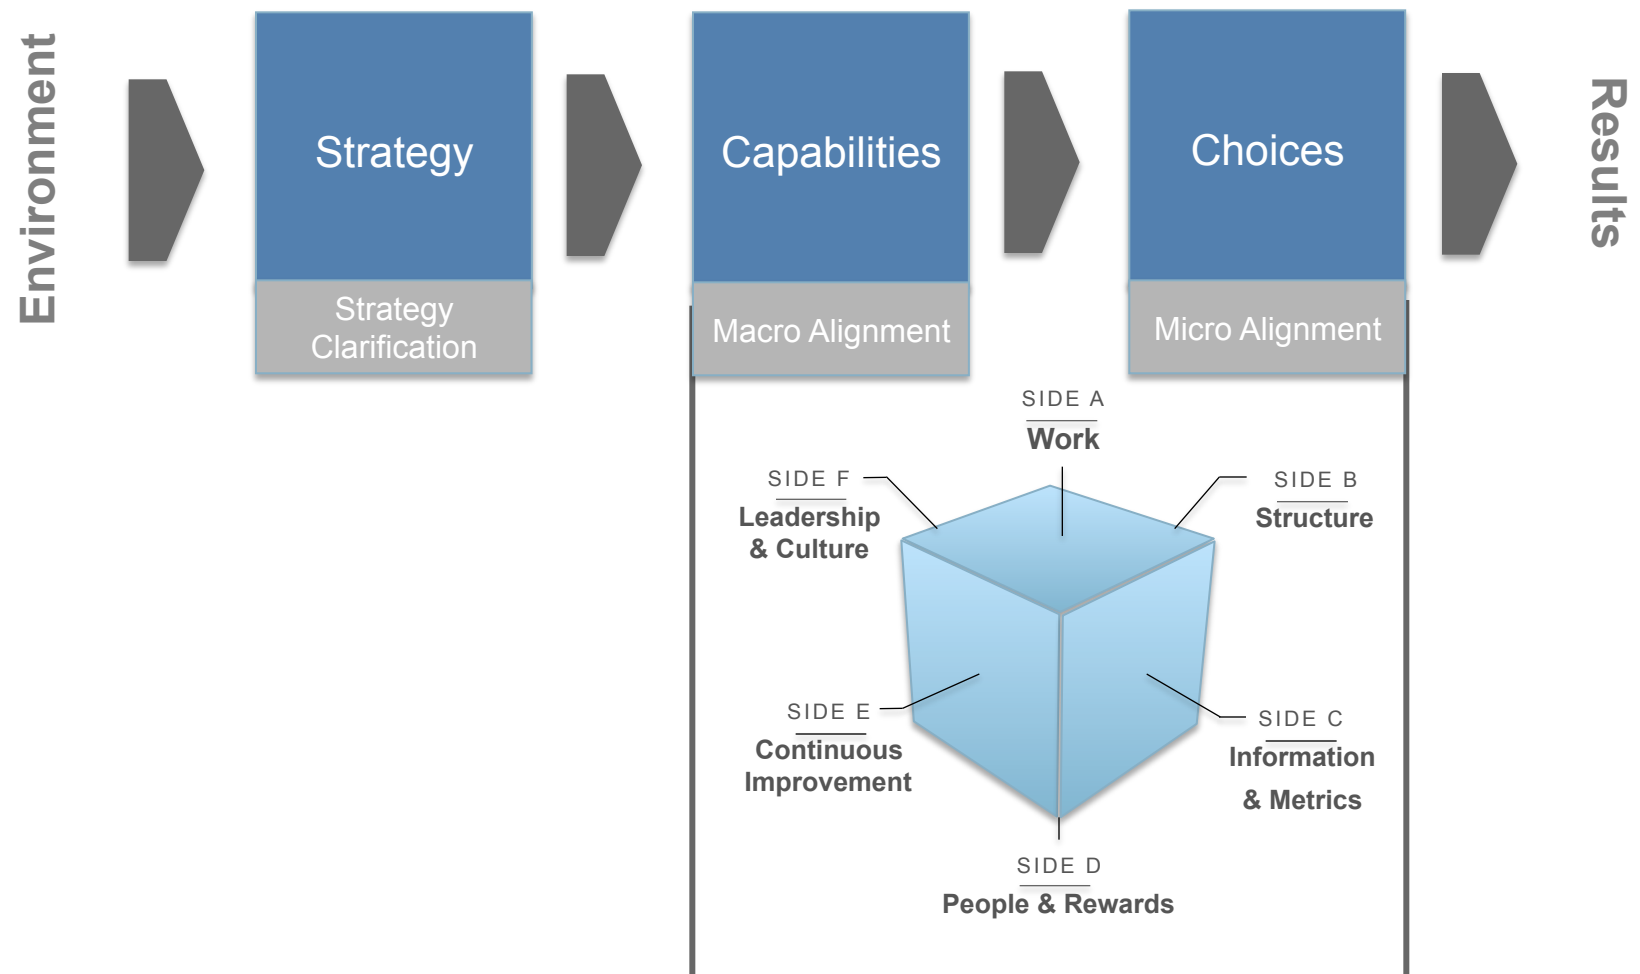 Environment
Strategy
Strategy
Clarification
Capabilities
Macro Alignment
Choices
Micro Alignment
Results
SIDE A
Work
SIDE F
Leadership
& Culture
SIDE B
Structure
SIDE E
Continuous
Improvement
SIDE C
Information
& Metrics
SIDE D
People & Rewards